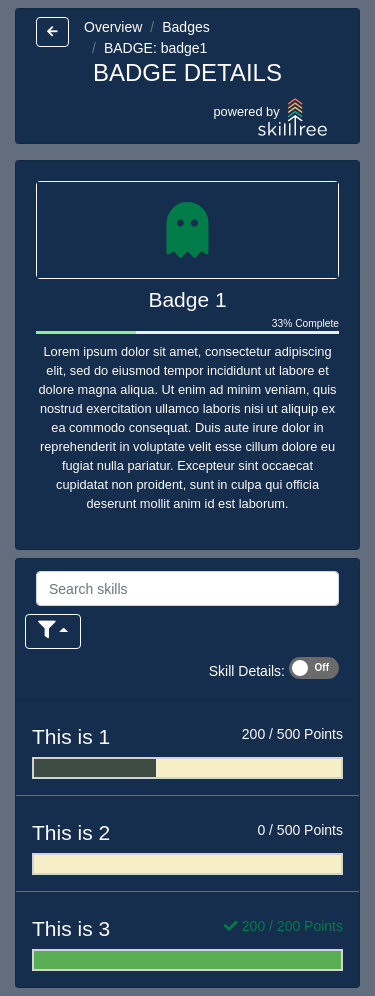 Overview / Badges
/ BADGE: badge1
BADGE DETAILS
powered by
skilltree
Badge 1
33% Complete
Lorem ipsum dolor sit amet, consectetur adipiscing
elit, sed do eiusmod tempor incididunt ut labore et
dolore magna aliqua. Ut enim ad minim veniam, quis
nostrud exercitation ullamco laboris nisi ut aliquip ex
ea commodo consequat. Duis aute irure dolor in
reprehenderit in voluptate velit esse cillum dolore eu
fugiat nulla pariatur. Excepteur sint occaecat
cupidatat non proident, sunt in culpa qui officia
deserunt mollit anim id est laborum.
Search skills
Skill Details: Off
This is 1 200 / 500 Points
This is 2 0 / 500 Points
This is 3 200 / 200 Points